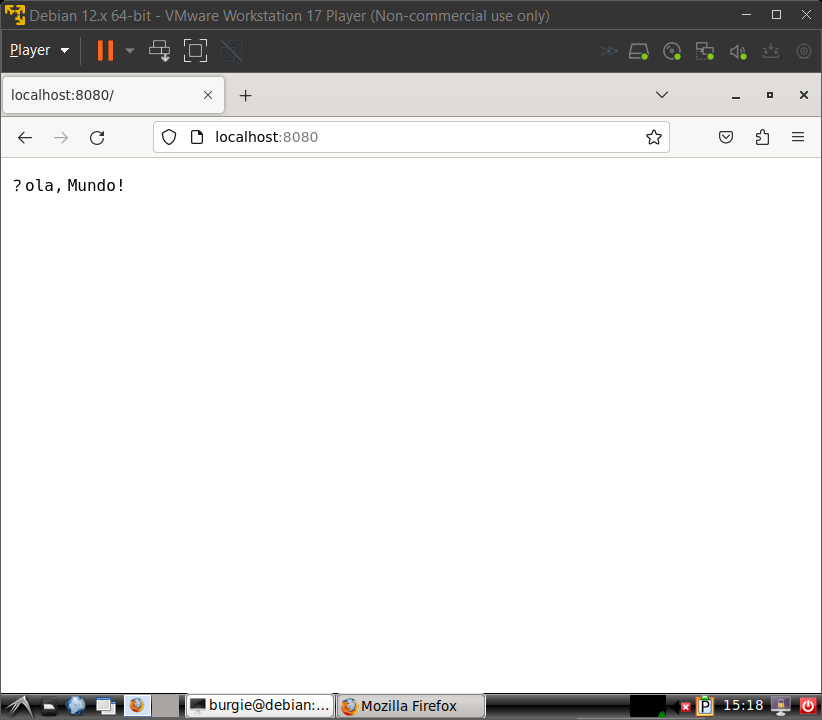 Debian 12.x 64-bit - VMware Workstation 17 Player (Non-commercial use only)
Player
localhost:8080/
localhost:8080
?ola, Mundo!
burgie@debian:...
Mozilla Firefox
P
15:18